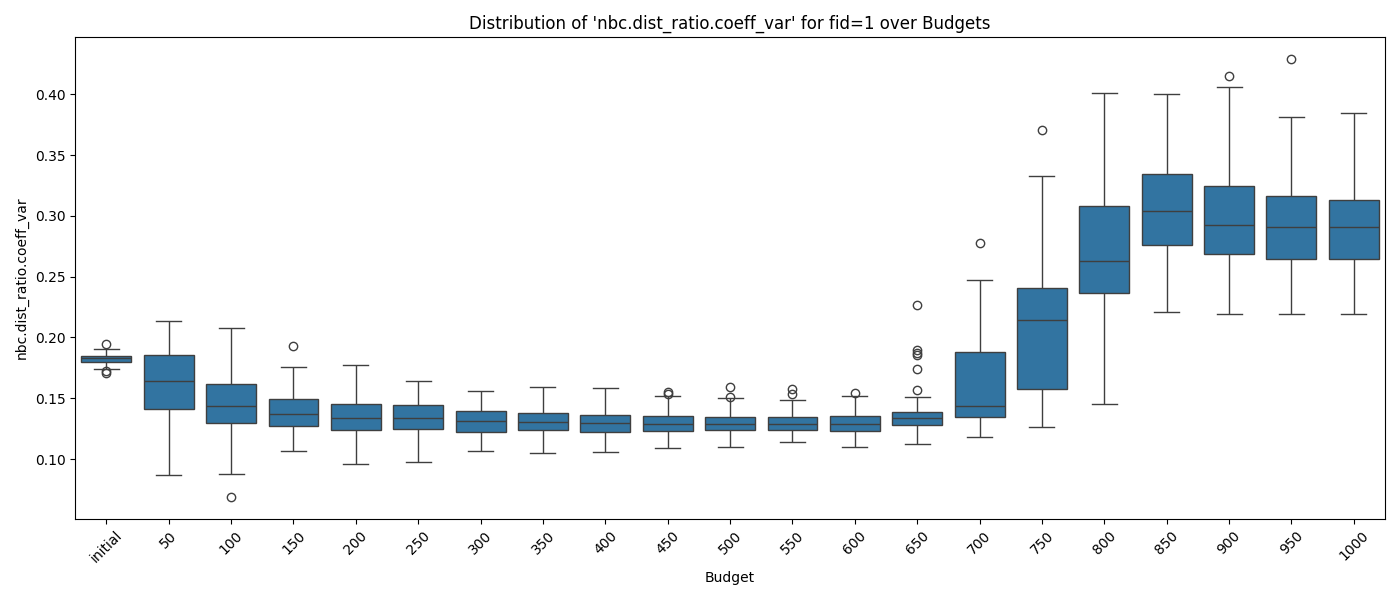 Distribution of 'nbc.dist_ratio.coeff_var' for fid=1 over Budgets
nbc.dist_ratio.coeff_var
0.40
0.35
0.30
0.25
0.20
0.15
0.10
initial 50 100 150 200 250 300 350 400 450 500 550 600 650 700 750 800 850 900 950 1000
Budget